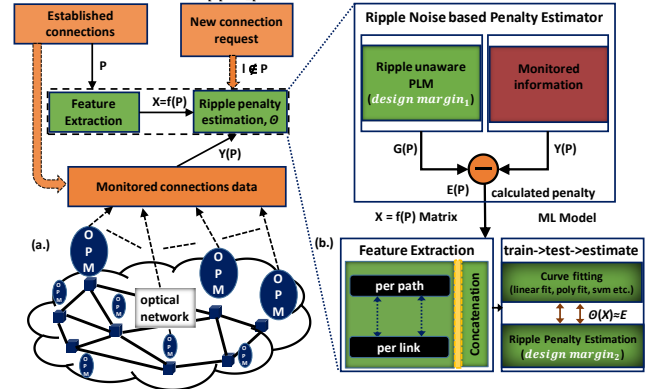 Established
connections
New connection
request
P
I ∉ P
Feature
Extraction
X=f(P)
Ripple penalty
estimation, Θ
Y(P)
Monitored connections data
(a.)
O
P
M
O
P
M
O
P
M
O
P
M
O
P
M
O
P
M
O
P
M
optical
network
Ripple Noise based Penalty Estimator
Ripple unaware
PLM
(design margin₁)
Monitored
information
G(P)
Y(P)
E(P)
calculated penalty
X = f(P) Matrix
ML Model
(b.)
Feature Extraction
per path
per link
Concatenation
train->test->estimate
Curve fitting
(linear fit, poly fit, svm etc.)
Θ(X)≈E
Ripple Penalty Estimation
(design margin₂)